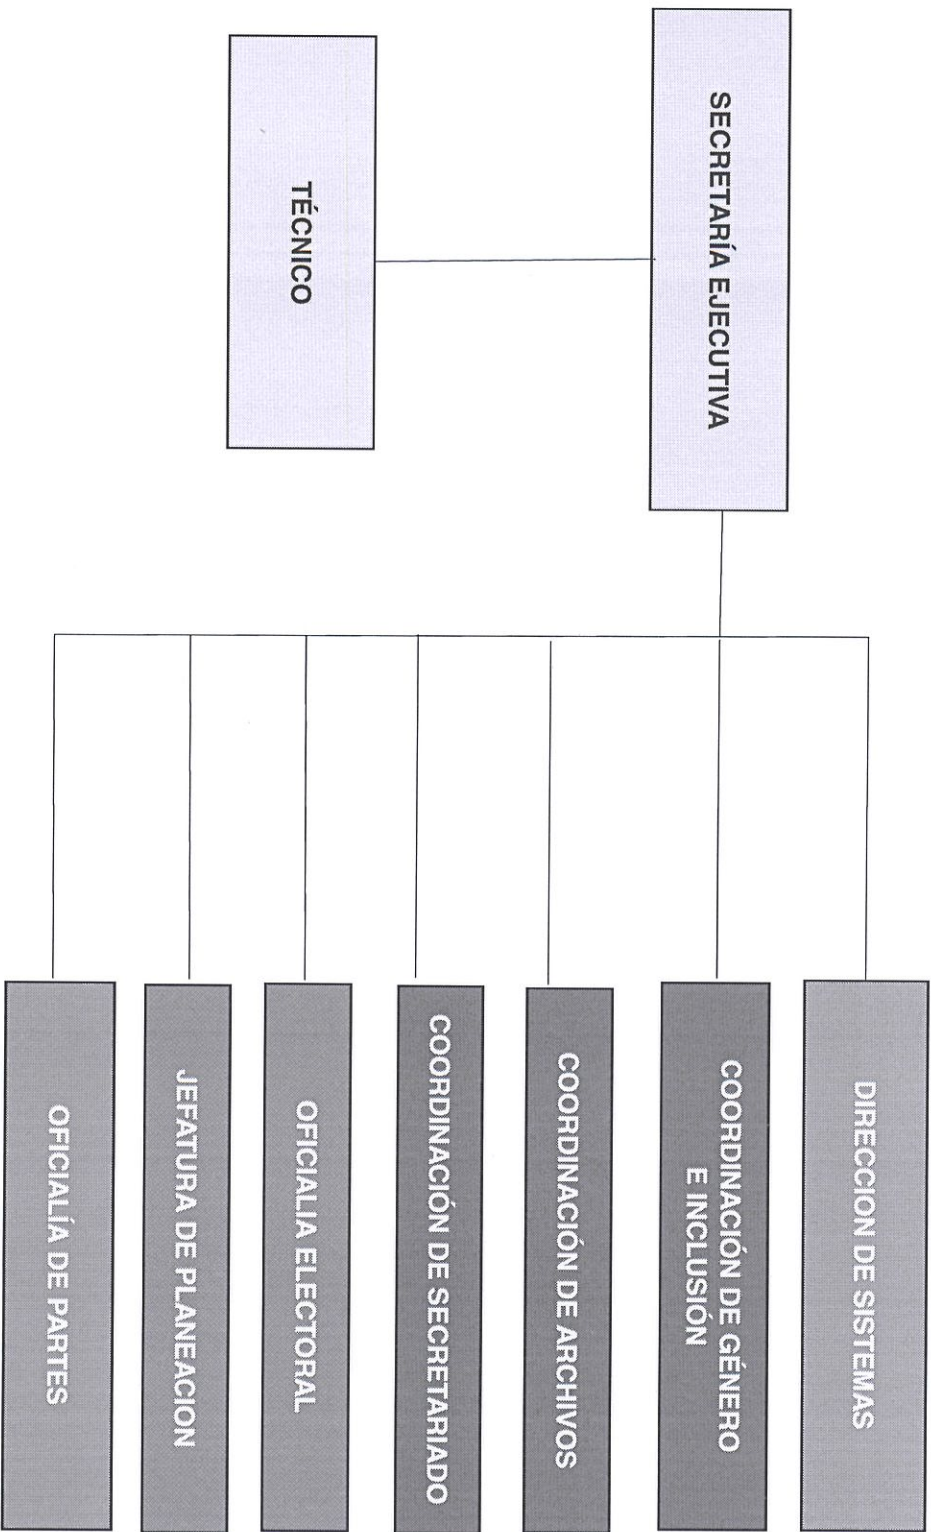 SECRETARÍA EJECUTIVA
TÉCNICO
DIRECCION DE SISTEMAS
COORDINACIÓN DE GÉNERO
E INCLUSIÓN
COORDINACIÓN DE ARCHIVOS
COORDINACIÓN DE SECRETARIADO
OFICIALIA ELECTORAL
JEFATURA DE PLANEACION
OFICIALÍA DE PARTES